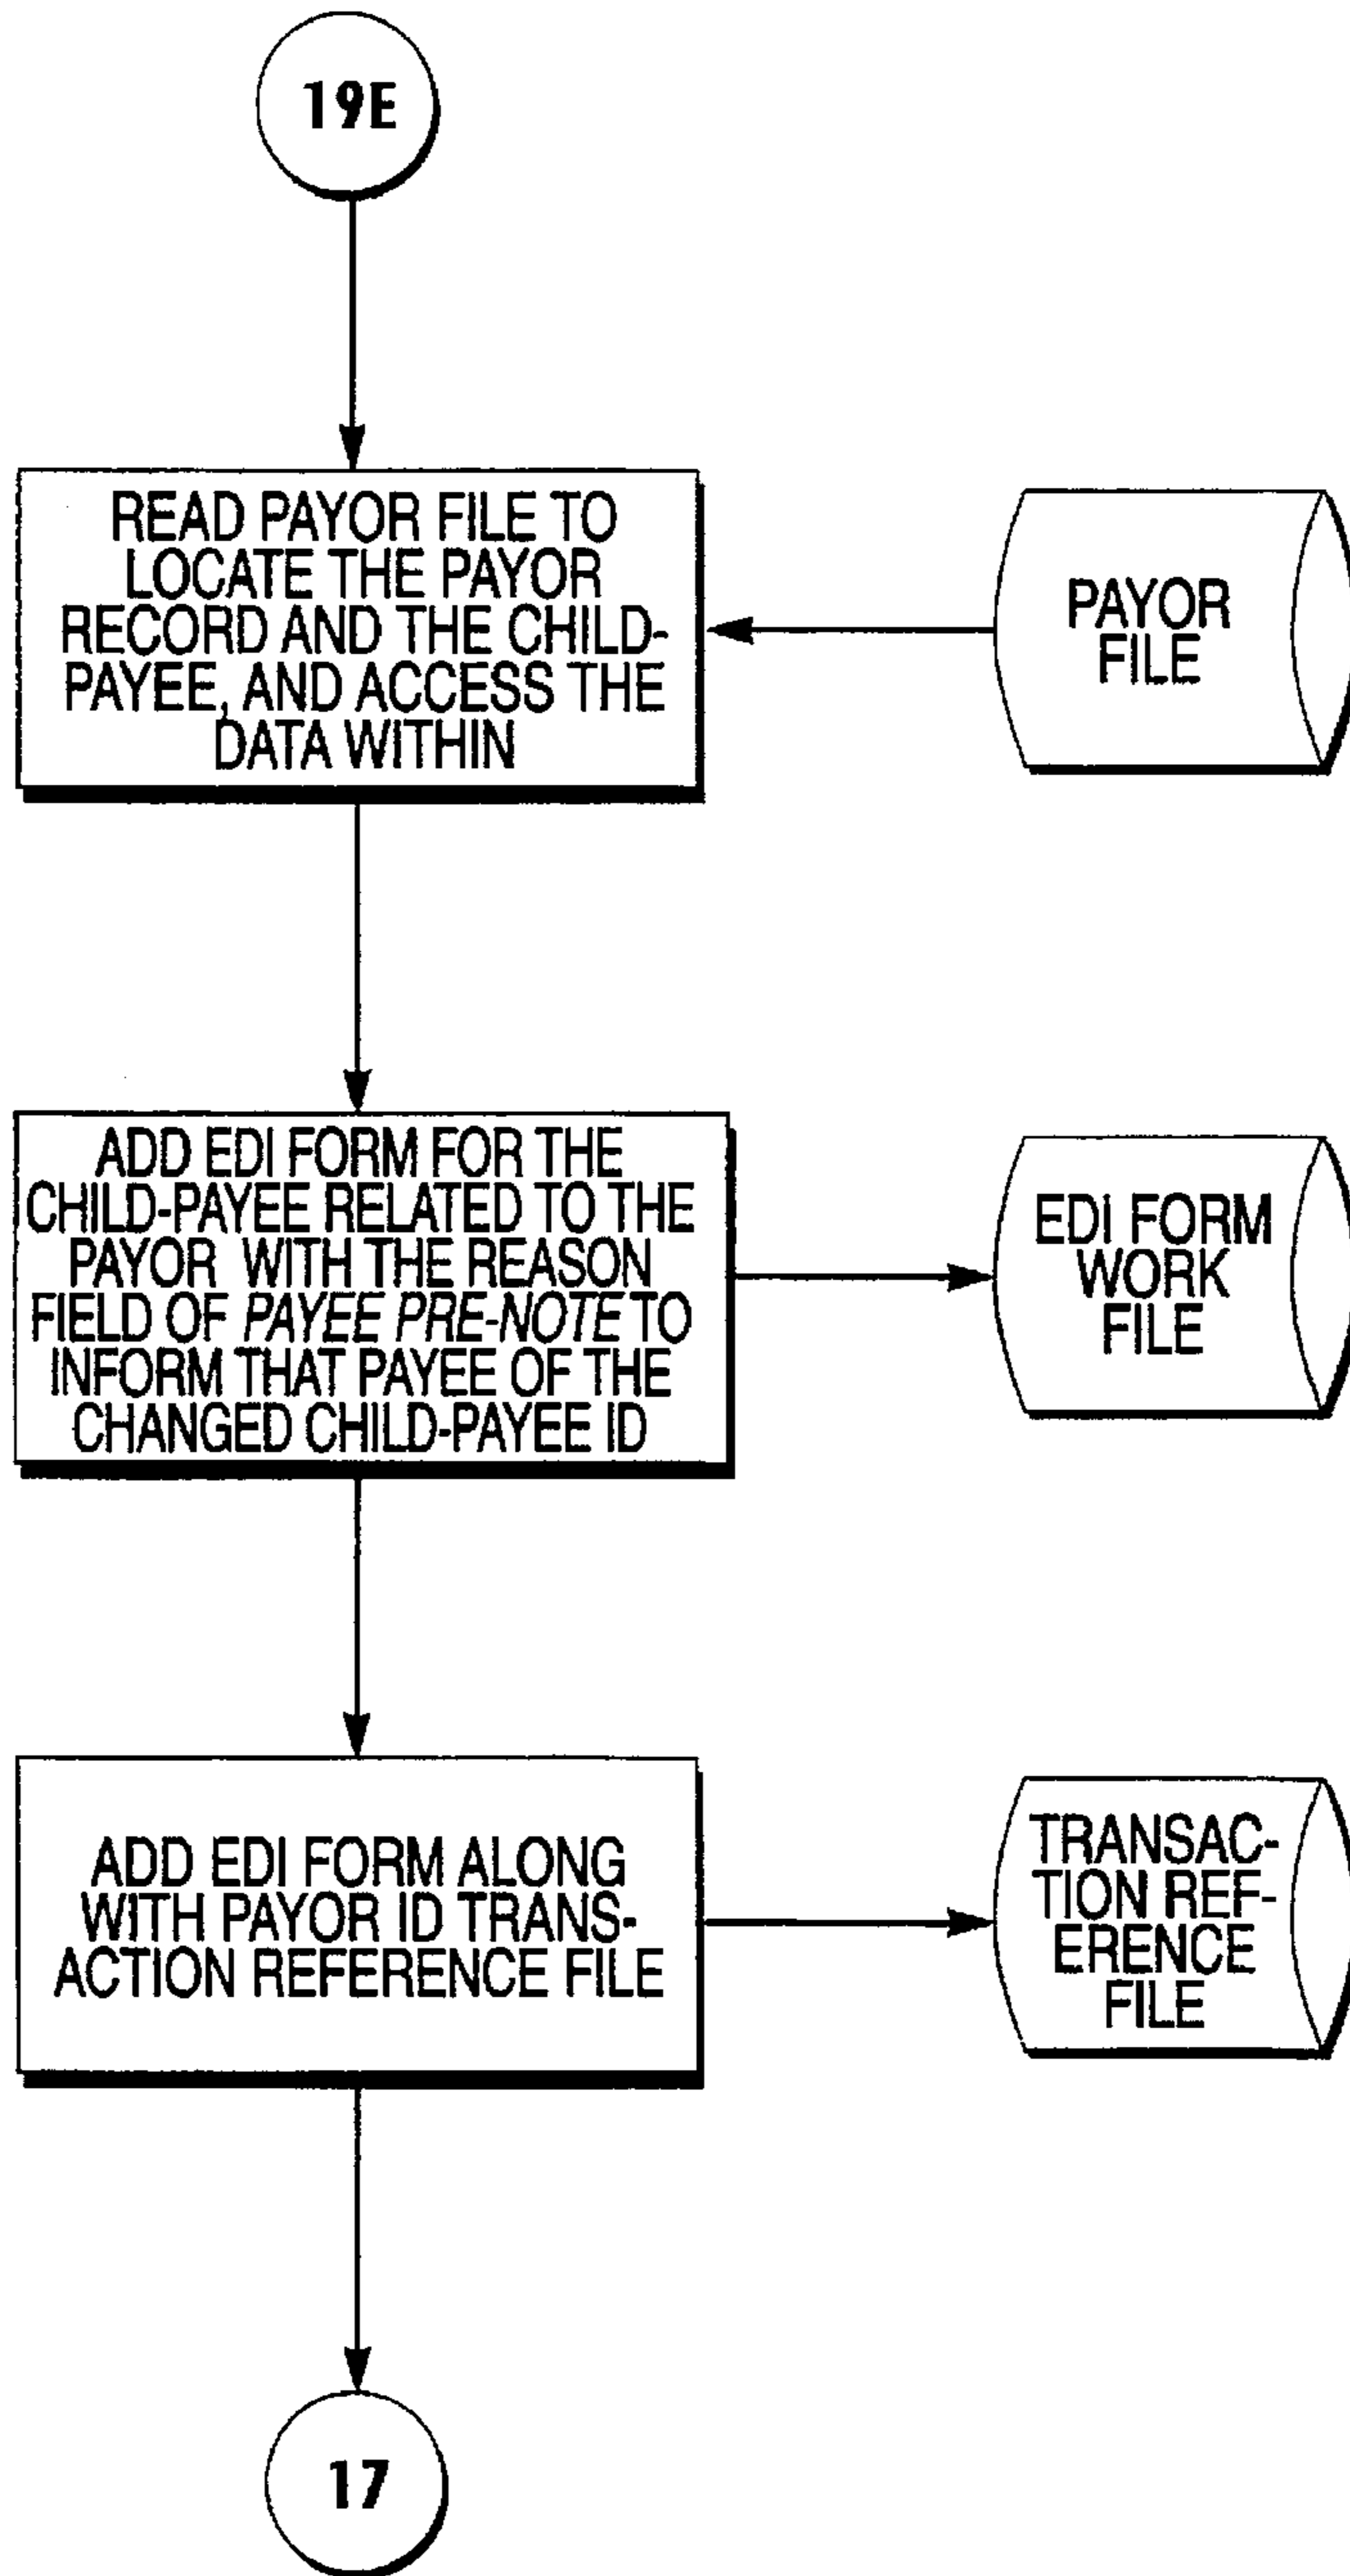 19E
READ PAYOR FILE TO
LOCATE THE PAYOR
RECORD AND THE CHILD-
PAYEE, AND ACCESS THE
DATA WITHIN
PAYOR
FILE
ADD EDI FORM FOR THE
CHILD-PAYEE RELATED TO THE
PAYOR WITH THE REASON
FIELD OF PAYEE PRE-NOTE TO
INFORM THAT PAYEE OF THE
CHANGED CHILD-PAYEE ID
EDI FORM
WORK
FILE
ADD EDI FORM ALONG
WITH PAYOR ID TRANS-
ACTION REFERENCE FILE
TRANSAC-
TION REF-
ERENCE
FILE
17